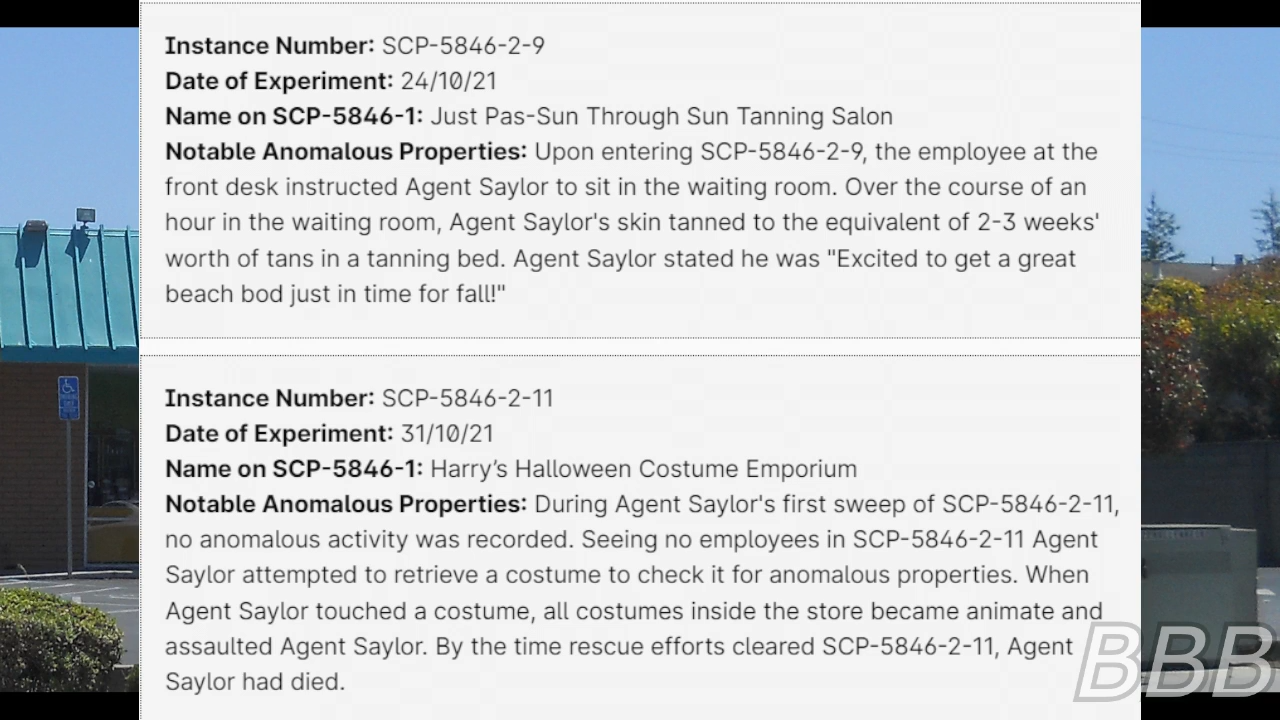 Instance Number: SCP-5846-2-9
Date of Experiment: 24/10/21
Name on SCP-5846-1: Just Pas-Sun Through Sun Tanning Salon
Notable Anomalous Properties: Upon entering SCP-5846-2-9, the employee at the
front desk instructed Agent Saylor to sit in the waiting room. Over the course of an
hour in the waiting room, Agent Saylor's skin tanned to the equivalent of 2-3 weeks'
worth of tans in a tanning bed. Agent Saylor stated he was "Excited to get a great
beach bod just in time for fall!"
Instance Number: SCP-5846-2-11
Date of Experiment: 31/10/21
Name on SCP-5846-1: Harry’s Halloween Costume Emporium
Notable Anomalous Properties: During Agent Saylor's first sweep of SCP-5846-2-11,
no anomalous activity was recorded. Seeing no employees in SCP-5846-2-11 Agent
Saylor attempted to retrieve a costume to check it for anomalous properties. When
Agent Saylor touched a costume, all costumes inside the store became animate and
assaulted Agent Saylor. By the time rescue efforts cleared SCP-5846-2-11, Agent
Saylor had died.
BBB